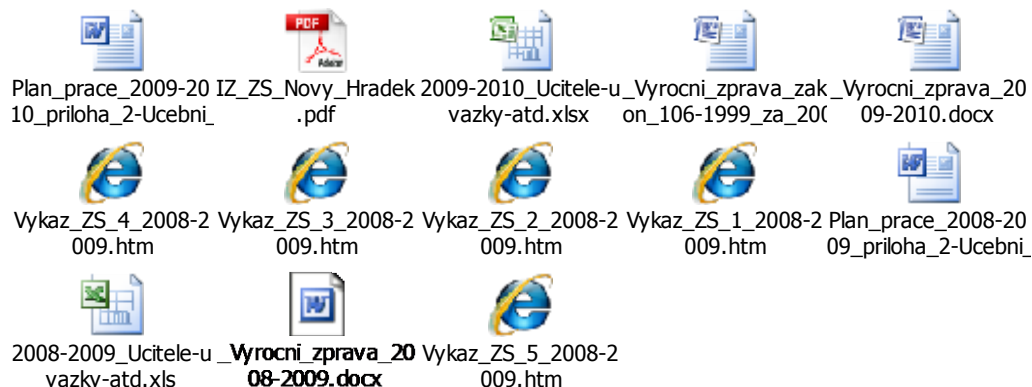 Plan_prace_2009-20 IZ_ZS_Novy_Hradek 2009-2010_Ucitele-u _Vyrocni_zprava_zak _Vyrocni_zprava_20
10_priloha_2-Ucebni_ .pdf vazky-atd.xlsx on_106-1999_za_200 09-2010.docx
Vykaz_ZS_4_2008-2 Vykaz_ZS_3_2008-2 Vykaz_ZS_2_2008-2 Vykaz_ZS_1_2008-2 Plan_prace_2008-20
009.htm 009.htm 009.htm 009.htm 09_priloha_2-Ucebni_
2008-2009_Ucitele-u _Vyrocni_zprava_20 Vykaz_ZS_5_2008-2
vazky-atd.xls 08-2009.docx 009.htm